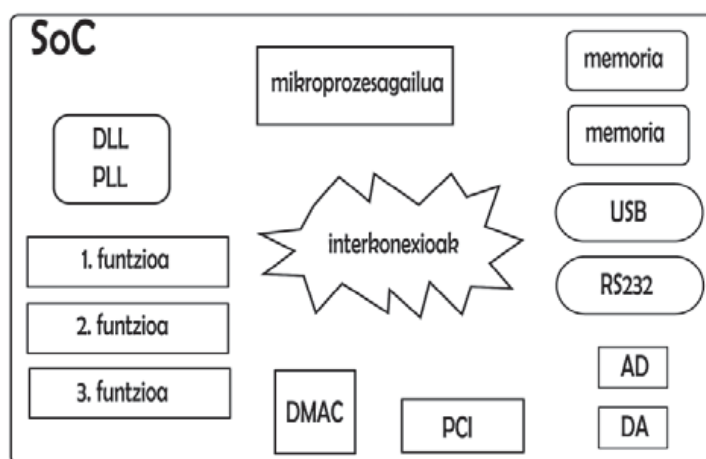 SoC
mikroprozesagailua
memoria
memoria
DLL
PLL
USB
interkonexioak
RS232
1. funtzioa
2. funtzioa
3. funtzioa
DMAC
PCI
AD
DA